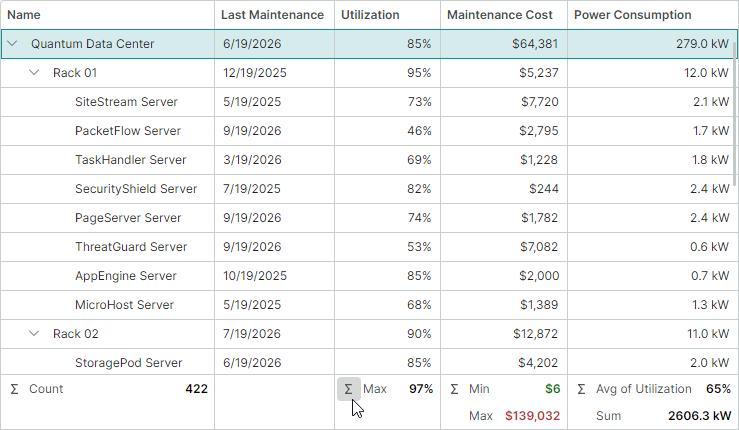 Name Last Maintenance Utilization Maintenance Cost Power Consumption
Quantum Data Center 6/19/2026 85% $64,381 279.0 kW
Rack 01 12/19/2025 95% $5,237 12.0 kW
SiteStream Server 5/19/2025 73% $7,720 2.1 kW
PacketFlow Server 9/19/2026 46% $2,795 1.7 kW
TaskHandler Server 3/19/2026 69% $1,228 1.8 kW
SecurityShield Server 7/19/2025 82% $244 2.4 kW
PageServer Server 9/19/2026 74% $1,782 2.4 kW
ThreatGuard Server 9/19/2026 53% $7,082 0.6 kW
AppEngine Server 10/19/2025 85% $2,000 0.7 kW
MicroHost Server 5/19/2025 68% $1,389 1.3 kW
Rack 02 7/19/2026 90% $12,872 11.0 kW
StoragePod Server 6/19/2026 85% $4,202 2.0 kW
Σ Count 422 Σ Max 97% Σ Min $6 Σ Avg of Utilization 65%
Max $139,032 Sum 2606.3 kW